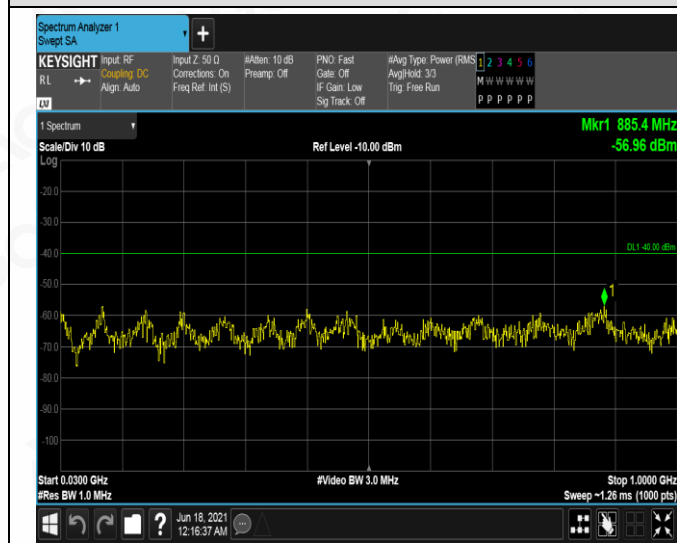 Spectrum Analyzer 1
Swept SA
+
KEYSIGHT Input: RF Input Z: 50 Ω #Atten: 10 dB PNO: Fast #Avg Type: Power (RMS 1 2 3 4 5 6
RL Coupling: DC Corrections: On Preamp: Off Gate: Off Avg|Hold: 3/3 M W W W W W
Align: Auto Freq Ref: Int (S) IF Gain: Low Trig: Free Run
LXI Sig Track: Off P P P P P P
1 Spectrum Mkr1 885.4 MHz
Scale/Div 10 dB Ref Level -10.00 dBm -56.96 dBm
Log
-20.0
-30.0
-40.0 DL1 -40.00 dBm
-50.0
1
-60.0
-70.0
-80.0
-90.0
-100
Start 0.0300 GHz #Video BW 3.0 MHz Stop 1.0000 GHz
#Res BW 1.0 MHz Sweep ~1.26 ms (1000 pts)
? Jun 18, 2021
12:16:37 AM